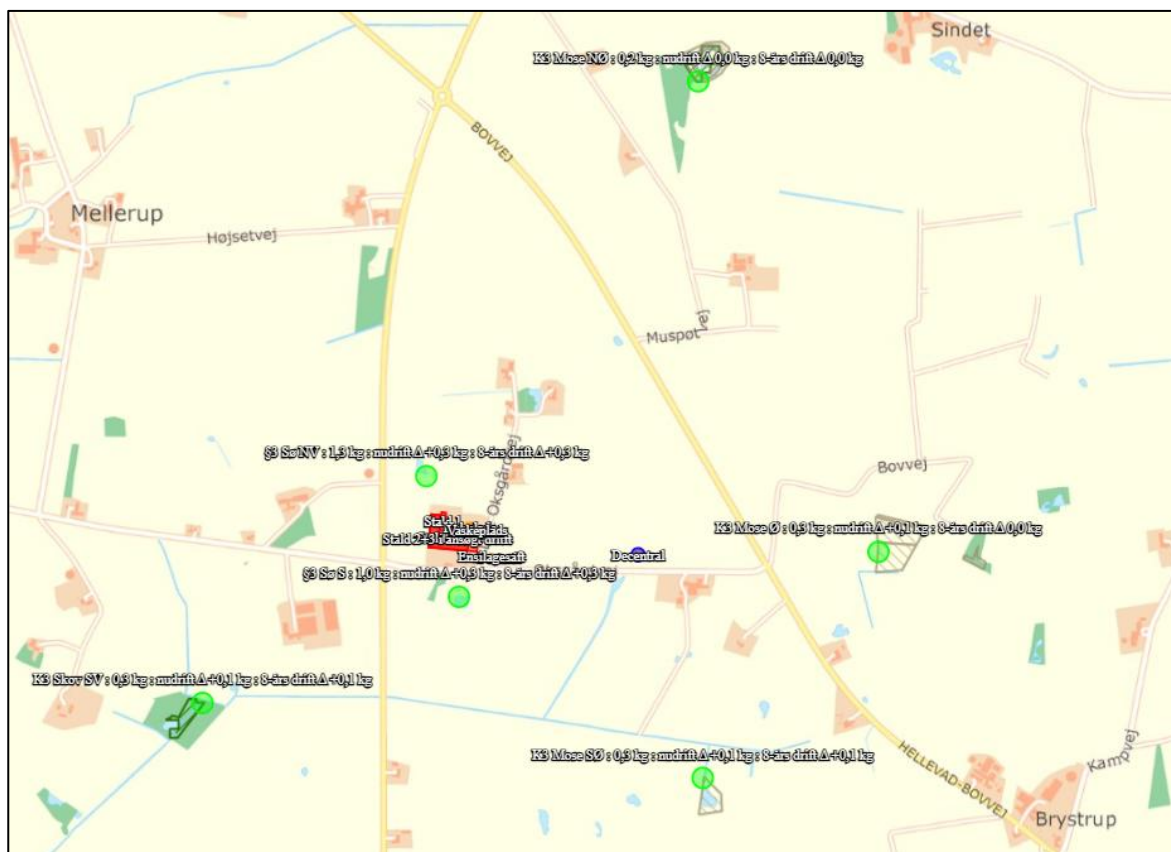 Sindet
K3 Mose NØ : 0,2 kg : nudrift Δ 0,0 kg : 8-års drift Δ 0,0 kg
BOVVEJ
Mellerup
Højsetvej
Muspøtvej
§3 Sø NV : 1,3 kg : nudrift Δ +0,3 kg : 8-års drift Δ +0,3 kg
Oksgårdvej
Bovvej
Stald 1
Vaskeplads
Stald 2+3
K3 Mose Ø : 0,3 kg : nudrift Δ +0,1 kg : 8-års drift Δ 0,0 kg
Ensilagesaft
Decentral
§3 Sø S : 1,0 kg : nudrift Δ +0,3 kg : 8-års drift Δ +0,3 kg
K3 Skov SV : 0,3 kg : nudrift Δ +0,1 kg : 8-års drift Δ +0,1 kg
K3 Mose SØ : 0,3 kg : nudrift Δ +0,1 kg : 8-års drift Δ +0,1 kg
HELLEVAD-BOVVEJ
Kampvej
Brystrup